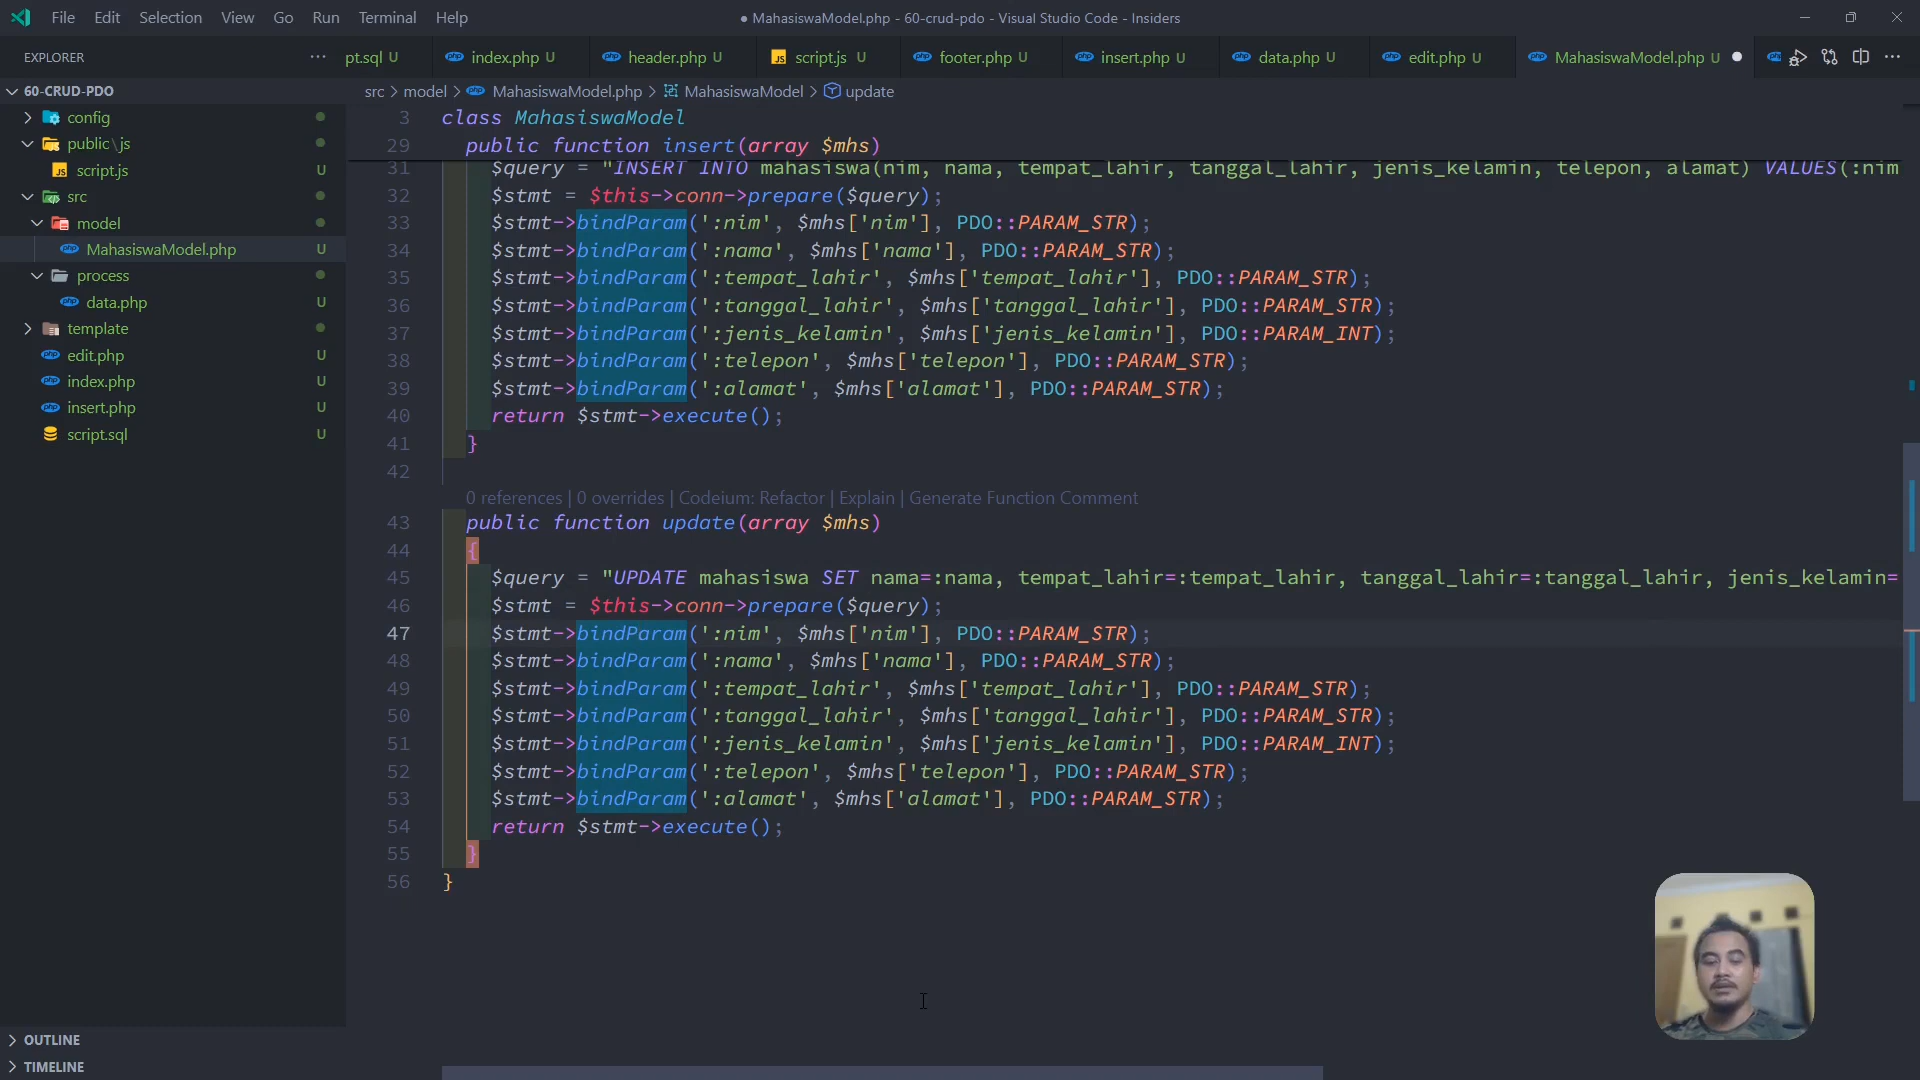 File Edit Selection View Go Run Terminal Help
● MahasiswaModel.php - 60-crud-pdo - Visual Studio Code - Insiders
EXPLORER ···
pt.sql U index.php U header.php U JS script.js U footer.php U insert.php U data.php U edit.php U MahasiswaModel.php U ●
60-CRUD-PDO
config
public \ js
JS script.js U
src
model
MahasiswaModel.php U
process
data.php U
template
edit.php U
index.php U
insert.php U
script.sql U
OUTLINE
TIMELINE
src > model > MahasiswaModel.php > MahasiswaModel > update
3 class MahasiswaModel
29 public function insert(array $mhs)
31 $query = "INSERT INTO mahasiswa(nim, nama, tempat_lahir, tanggal_lahir, jenis_kelamin, telepon, alamat) VALUES(:nim
32 $stmt = $this->conn->prepare($query);
33 $stmt->bindParam(':nim', $mhs['nim'], PDO::PARAM_STR);
34 $stmt->bindParam(':nama', $mhs['nama'], PDO::PARAM_STR);
35 $stmt->bindParam(':tempat_lahir', $mhs['tempat_lahir'], PDO::PARAM_STR);
36 $stmt->bindParam(':tanggal_lahir', $mhs['tanggal_lahir'], PDO::PARAM_STR);
37 $stmt->bindParam(':jenis_kelamin', $mhs['jenis_kelamin'], PDO::PARAM_INT);
38 $stmt->bindParam(':telepon', $mhs['telepon'], PDO::PARAM_STR);
39 $stmt->bindParam(':alamat', $mhs['alamat'], PDO::PARAM_STR);
40 return $stmt->execute();
41 }
42
0 references | 0 overrides | Codeium: Refactor | Explain | Generate Function Comment
43 public function update(array $mhs)
44 {
45 $query = "UPDATE mahasiswa SET nama=:nama, tempat_lahir=:tempat_lahir, tanggal_lahir=:tanggal_lahir, jenis_kelamin=
46 $stmt = $this->conn->prepare($query);
47 $stmt->bindParam(':nim', $mhs['nim'], PDO::PARAM_STR);
48 $stmt->bindParam(':nama', $mhs['nama'], PDO::PARAM_STR);
49 $stmt->bindParam(':tempat_lahir', $mhs['tempat_lahir'], PDO::PARAM_STR);
50 $stmt->bindParam(':tanggal_lahir', $mhs['tanggal_lahir'], PDO::PARAM_STR);
51 $stmt->bindParam(':jenis_kelamin', $mhs['jenis_kelamin'], PDO::PARAM_INT);
52 $stmt->bindParam(':telepon', $mhs['telepon'], PDO::PARAM_STR);
53 $stmt->bindParam(':alamat', $mhs['alamat'], PDO::PARAM_STR);
54 return $stmt->execute();
55 }
56 }